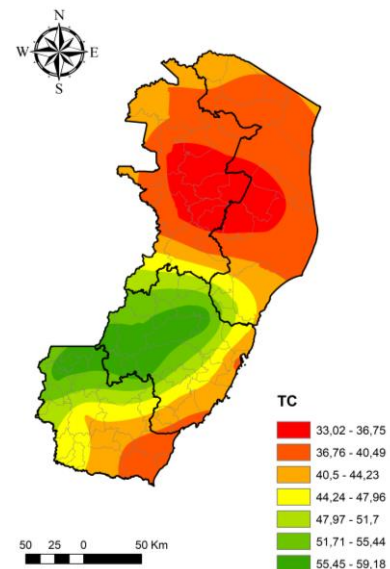 N
W E
S
TC
33,02 - 36,75
36,76 - 40,49
40,5 - 44,23
44,24 - 47,96
47,97 - 51,7
51,71 - 55,44
55,45 - 59,18
50 25 0 50 Km